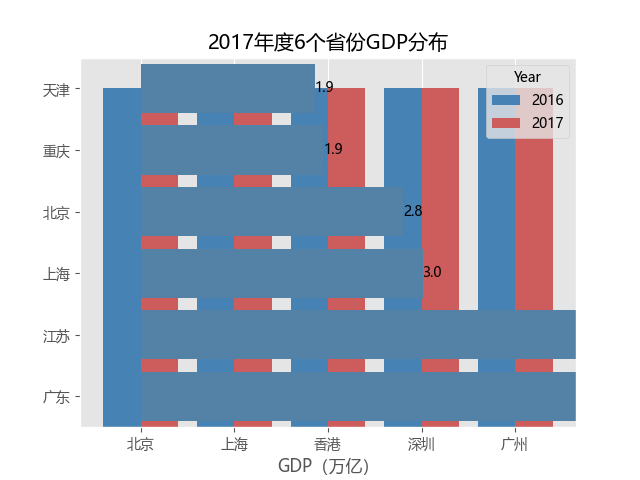 2017年度6个省份GDP分布
天津
重庆
北京
上海
江苏
广东
1.9
1.9
2.8
3.0
Year
2016
2017
北京
上海
香港
深圳
广州
GDP（万亿）